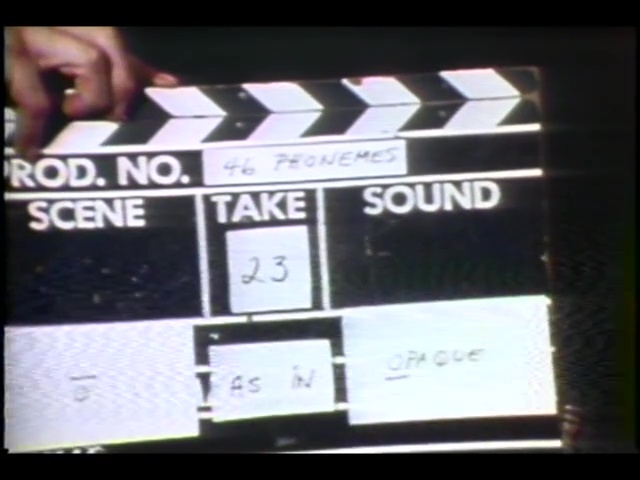 PROD. NO. 46 PHONEMES
SCENE TAKE SOUND
23
ō AS IN OPAQUE